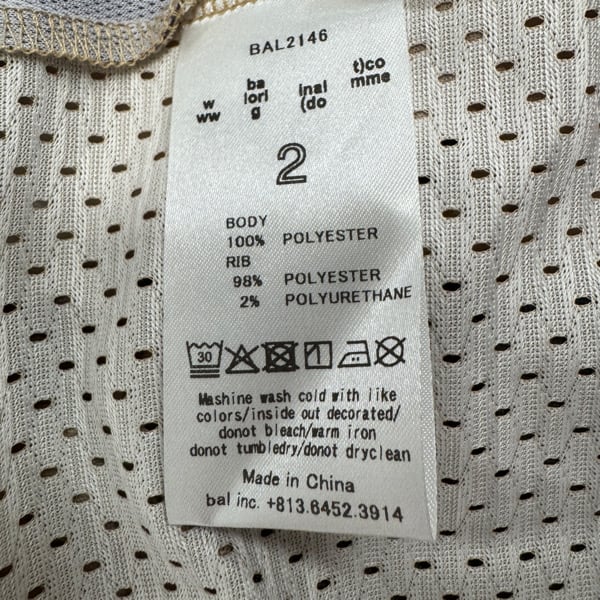 BAL2146
w
ww
ba
lori
g
inal
(do
t)co
mme
2
BODY
100% POLYESTER
RIB
98% POLYESTER
2% POLYURETHANE
30
1
Mashine wash cold with like
colors/inside out decorated/
donot bleach/warm iron
donot tumbledry/donot dryclean
Made in China
bal inc. +813.6452.3914